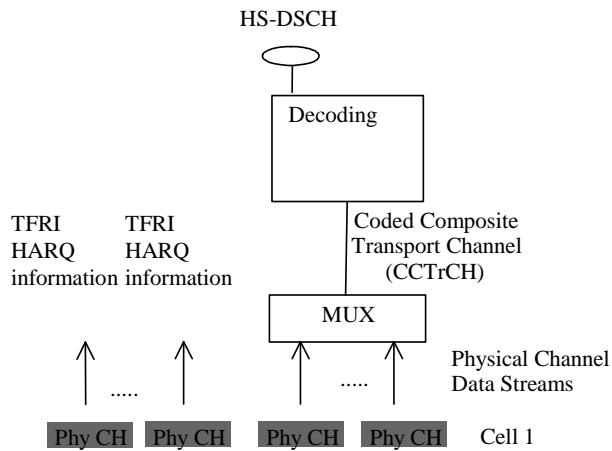 HS-DSCH
Decoding
TFRI
HARQ
information
TFRI
HARQ
information
Coded Composite
Transport Channel
(CCTrCH)
MUX
Physical Channel
Data Streams
.....
.....
Phy CH
Phy CH
Phy CH
Phy CH
Cell 1